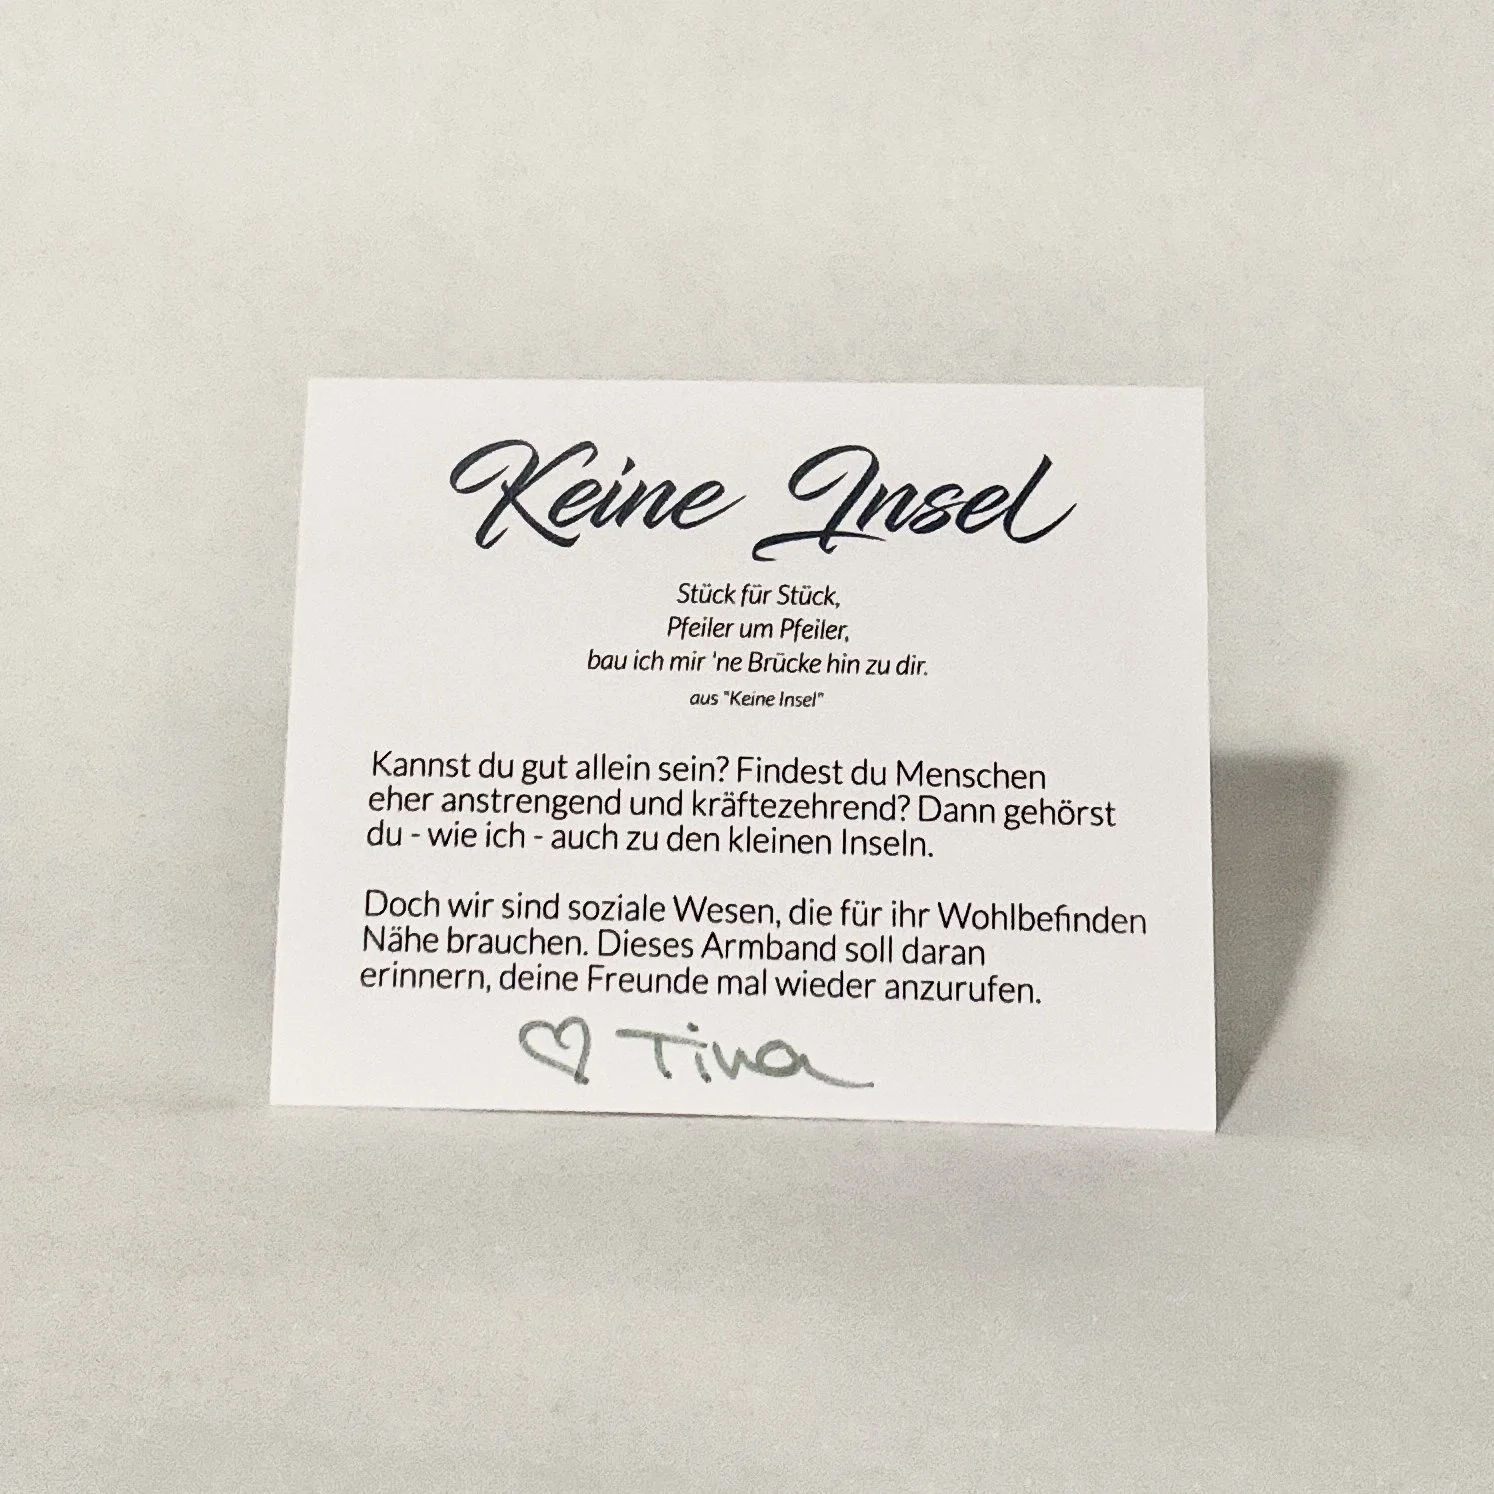 Keine Insel
Stück für Stück,
Pfeiler um Pfeiler,
bau ich mir 'ne Brücke hin zu dir.
aus "Keine Insel"
Kannst du gut allein sein? Findest du Menschen
eher anstrengend und kräftezehrend? Dann gehörst
du - wie ich - auch zu den kleinen Inseln.
Doch wir sind soziale Wesen, die für ihr Wohlbefinden
Nähe brauchen. Dieses Armband soll daran
erinnern, deine Freunde mal wieder anzurufen.
♡ Tina